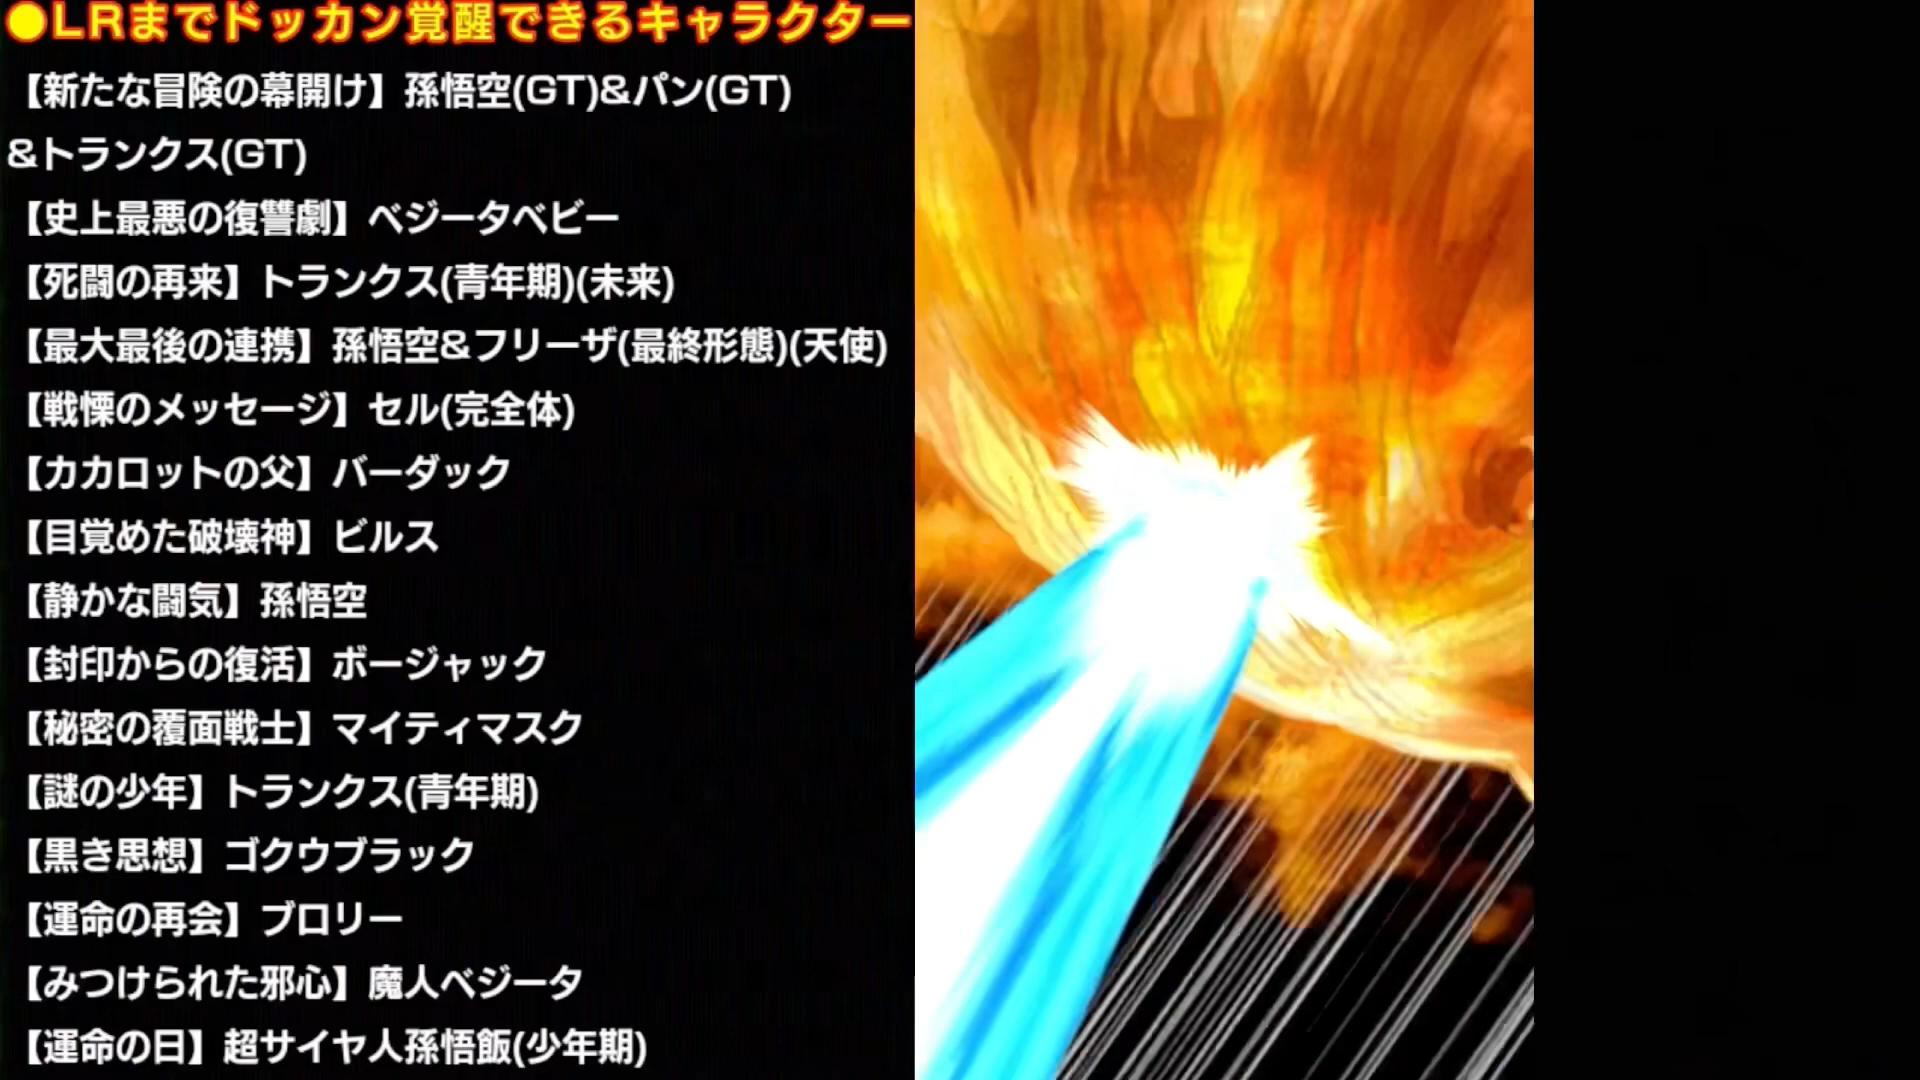 ●LRまでドッカン覚醒できるキャラクター
【新たな冒険の幕開け】孫悟空(GT)&パン(GT)
&トランクス(GT)
【史上最悪の復讐劇】ベジータベビー
【死闘の再来】トランクス(青年期)(未来)
【最大最後の連携】孫悟空&フリーザ(最終形態)(天使)
【戦慄のメッセージ】セル(完全体)
【カカロットの父】バーダック
【目覚めた破壊神】ビルス
【静かな闘気】孫悟空
【封印からの復活】ボージャック
【秘密の覆面戦士】マイティマスク
【謎の少年】トランクス(青年期)
【黒き思想】ゴクウブラック
【運命の再会】ブロリー
【みつけられた邪心】魔人ベジータ
【運命の日】超サイヤ人孫悟飯(少年期)